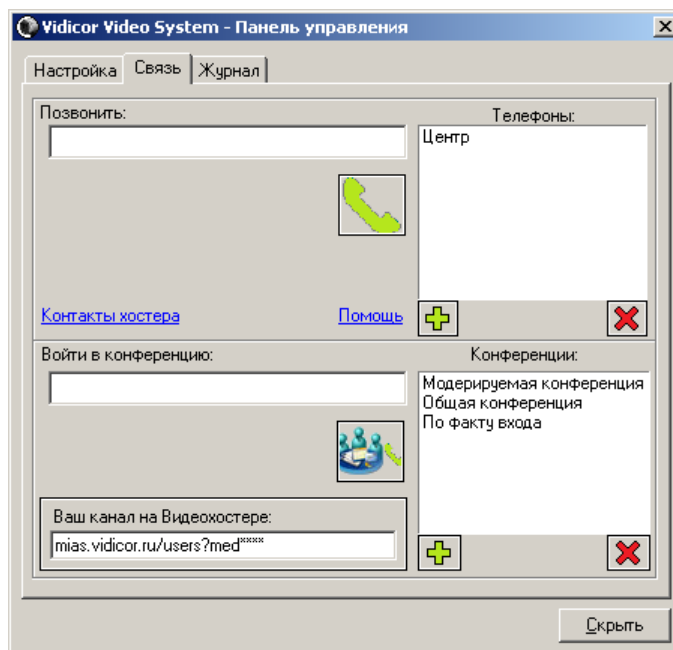 Vidicor Video System - Панель управления
Настройка Связь Журнал
Позвонить:
Телефоны:
Центр
Контакты хостера
Помощь
Войти в конференцию:
Конференции:
Модерируемая конференция
Общая конференция
По факту входа
Ваш канал на Видеохостере:
mias.vidicor.ru/users?med****
Скрыть